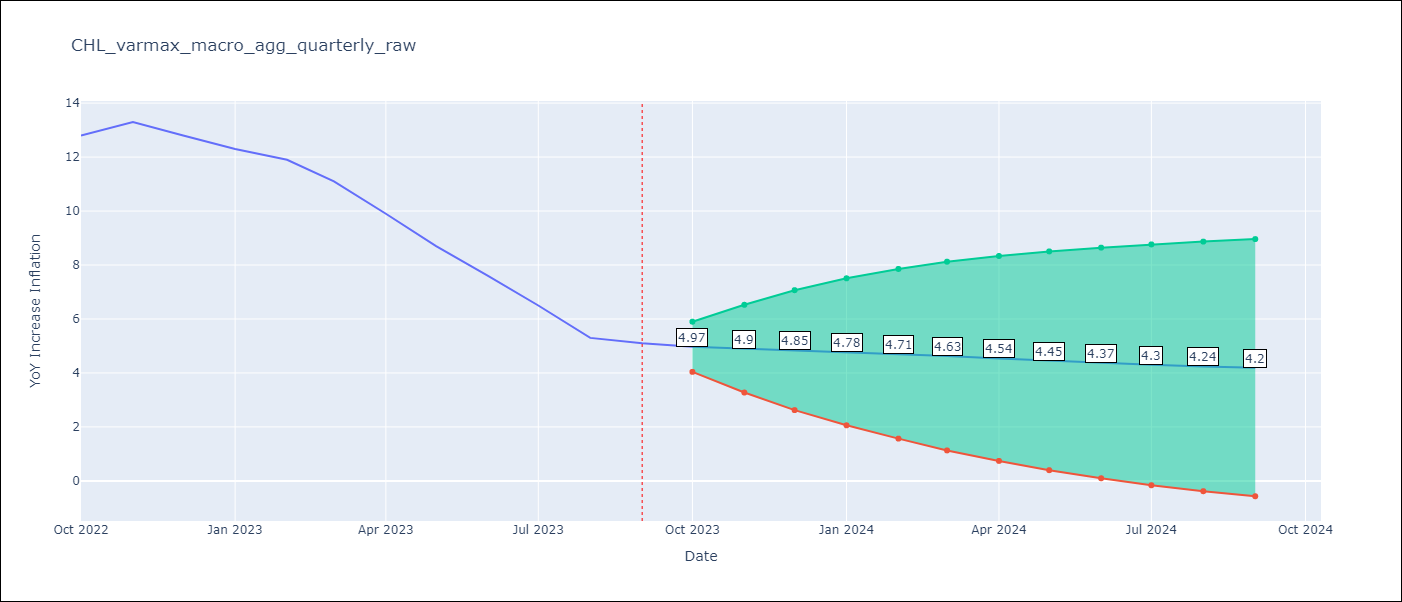 CHL_varmax_macro_agg_quarterly_raw
YoY Increase Inflation
14
12
10
8
6
4
2
0
4.97
4.9
4.85
4.78
4.71
4.63
4.54
4.45
4.37
4.3
4.24
4.2
Oct 2022
Jan 2023
Apr 2023
Jul 2023
Oct 2023
Jan 2024
Apr 2024
Jul 2024
Oct 2024
Date